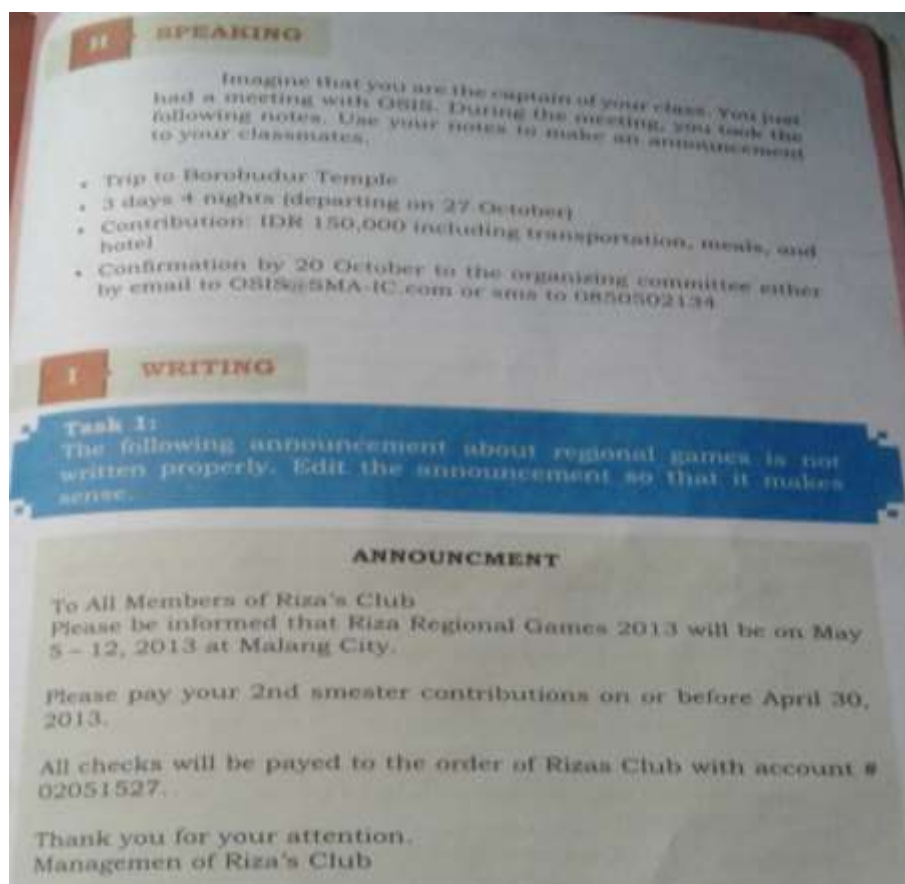 H SPEAKING
Imagine that you are the captain of your class. You just
had a meeting with OSIS. During the meeting, you took the
following notes. Use your notes to make an announcement
to your classmates.
• Trip to Borobudur Temple
• 3 days 4 nights (departing on 27 October)
• Contribution: IDR 150,000 including transportation, meals, and
hotel
• Confirmation by 20 October to the organizing committee either
by email to OSIS@SMA-IC.com or sms to 0850502134
I WRITING
Task 1:
The following announcement about regional games is not
written properly. Edit the announcement so that it makes
sense.
ANNOUNCMENT
To All Members of Riza's Club
Please be informed that Riza Regional Games 2013 will be on May
5 – 12, 2013 at Malang City.
Please pay your 2nd smester contributions on or before April 30,
2013.
All checks will be payed to the order of Rizas Club with account #
02051527.
Thank you for your attention.
Managemen of Riza's Club